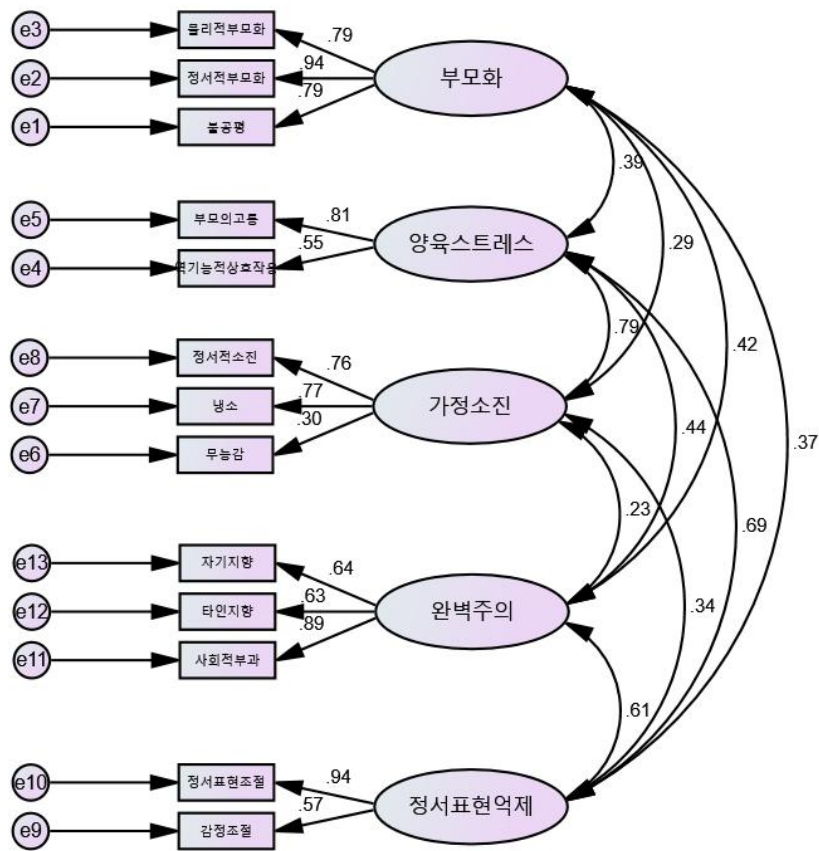 e3
물리적부모화
.79
e2
정서적부모화
.94
부모화
e1
불공평
.79
.39
e5
부모의고통
.81
양육스트레스
.29
e4
역기능적상호작용
.55
.79
.42
e8
정서적소진
.76
e7
냉소
.77
가정소진
.44
.37
e6
무능감
.30
.23
.69
e13
자기지향
.64
e12
타인지향
.63
완벽주의
.34
e11
사회적부과
.89
.61
e10
정서표현조절
.94
정서표현억제
e9
감정조절
.57